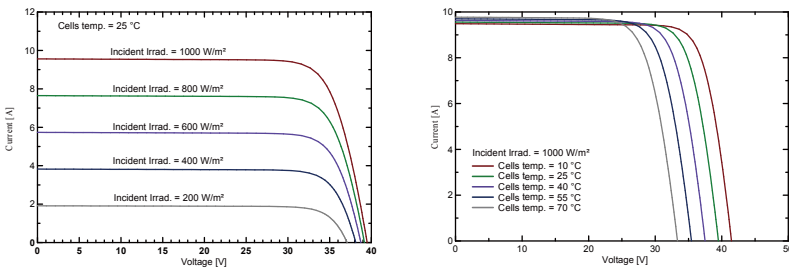 12
10
8
6
4
2
0
Current [A]
Cells temp. = 25 °C
Incident Irrad. = 1000 W/m²
Incident Irrad. = 800 W/m²
Incident Irrad. = 600 W/m²
Incident Irrad. = 400 W/m²
Incident Irrad. = 200 W/m²
0 5 10 15 20 25 30 35 40
Voltage [V]
10
8
6
4
2
0
Current [A]
Incident Irrad. = 1000 W/m²
Cells temp. = 10 °C
Cells temp. = 25 °C
Cells temp. = 40 °C
Cells temp. = 55 °C
Cells temp. = 70 °C
0 10 20 30 40 50
Voltage [V]